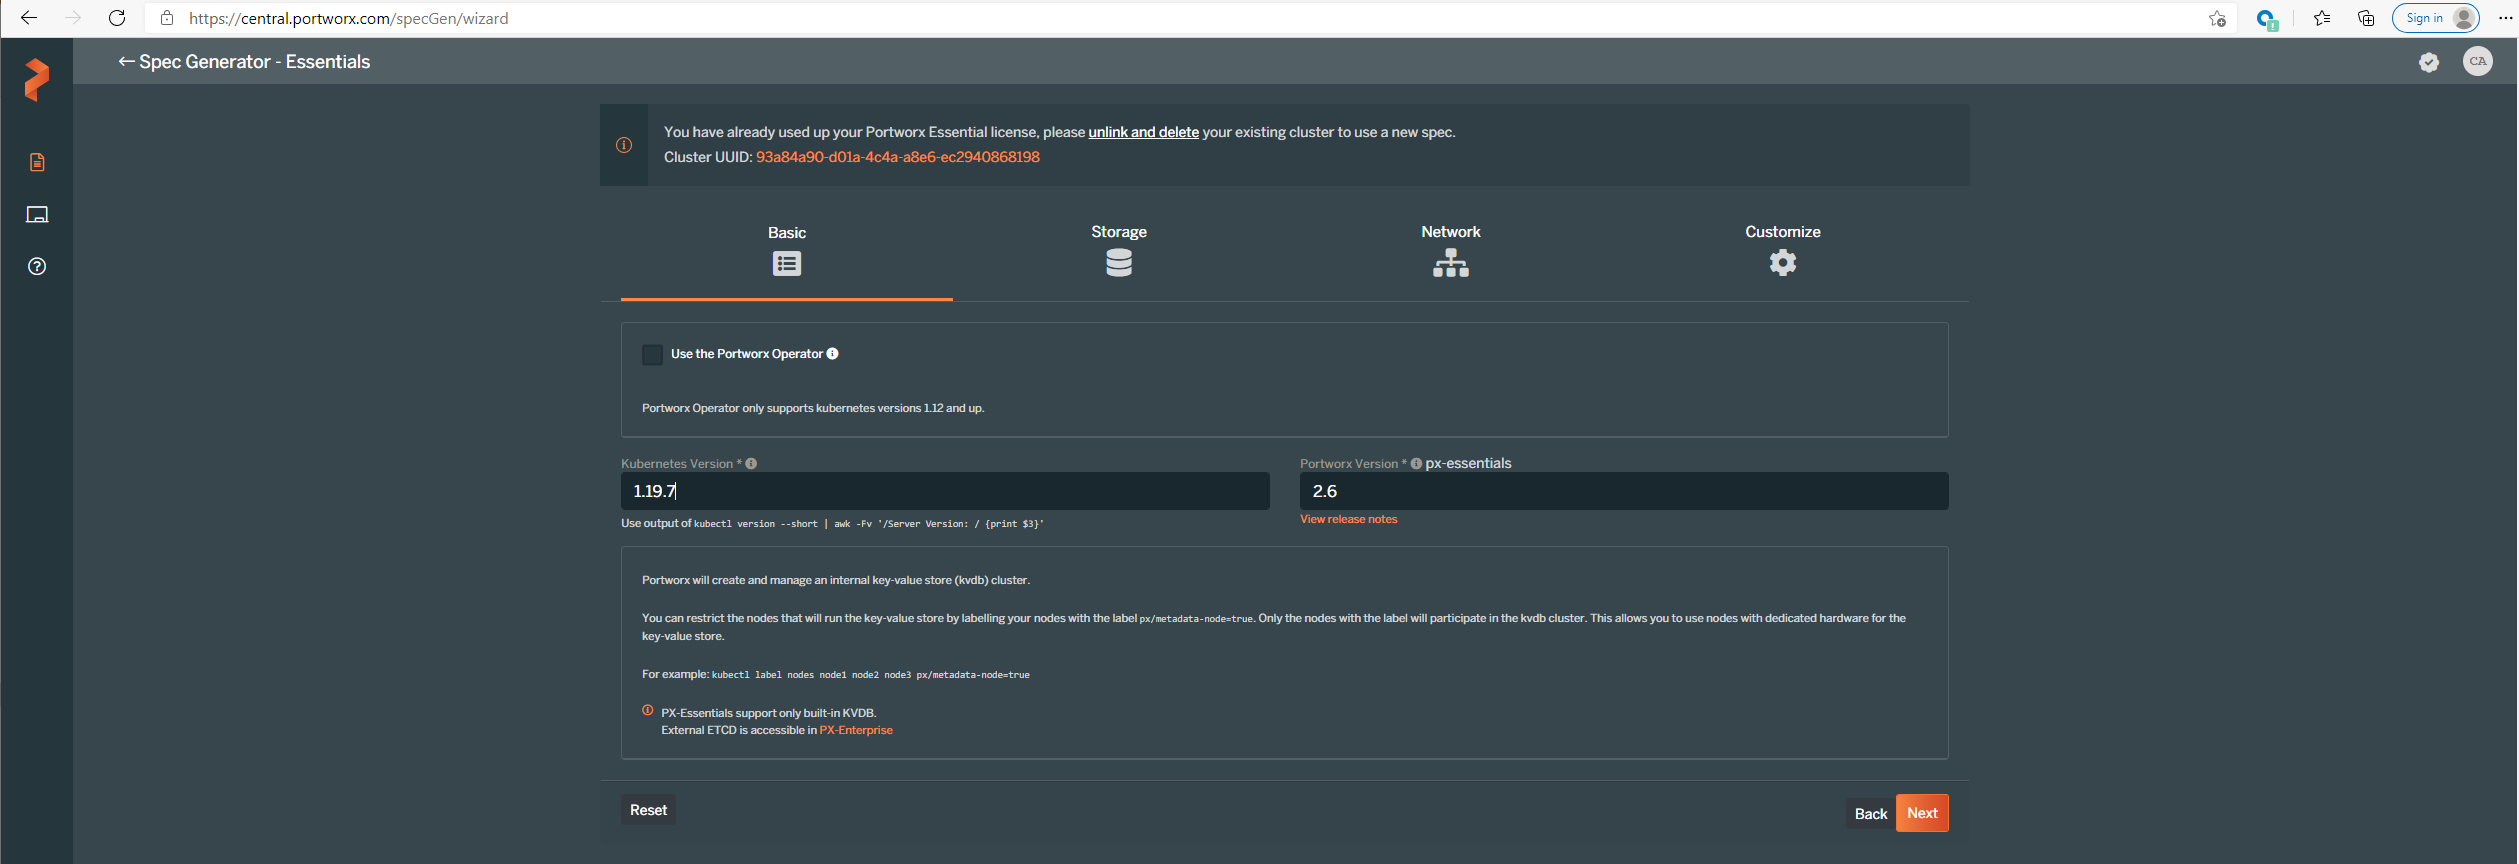 https://central.portworx.com/specGen/wizard
Sign in
Spec Generator - Essentials
CA
You have already used up your Portworx Essential license, please unlink and delete your existing cluster to use a new spec.
Cluster UUID: 93a84a90-d01a-4c4a-a8e6-ec2940868198
Basic
Storage
Network
Customize
Use the Portworx Operator
Portworx Operator only supports kubernetes versions 1.12 and up.
Kubernetes Version *
Portworx Version * px-essentials
1.19.7
2.6
Use output of kubectl version --short | awk -Fv '/Server Version: / {print $3}'
View release notes
Portworx will create and manage an internal key-value store (kvdb) cluster.
You can restrict the nodes that will run the key-value store by labelling your nodes with the label px/metadata-node=true. Only the nodes with the label will participate in the kvdb cluster. This allows you to use nodes with dedicated hardware for the
key-value store.
For example: kubectl label nodes node1 node2 node3 px/metadata-node=true
PX-Essentials support only built-in KVDB.
External ETCD is accessible in PX-Enterprise
Reset
Back
Next